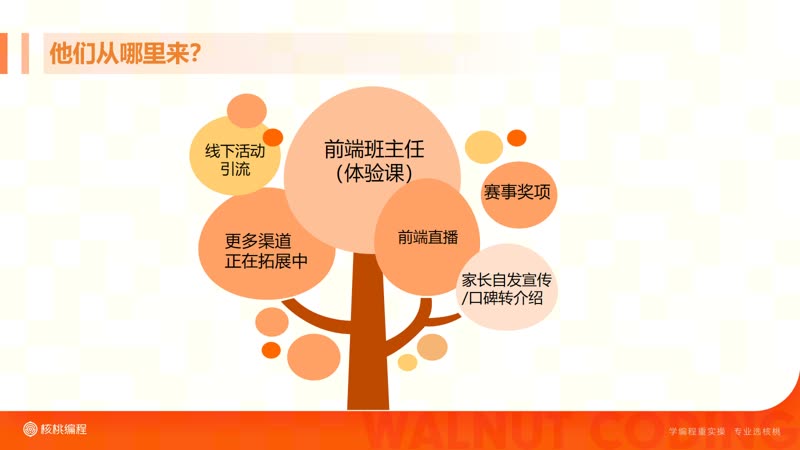 他们从哪里来？
线下活动
引流
前端班主任
（体验课）
赛事奖项
更多渠道
正在拓展中
前端直播
家长自发宣传
/口碑转介绍
核桃编程
WALNUT CODING
学编程重实操 专业选核桃